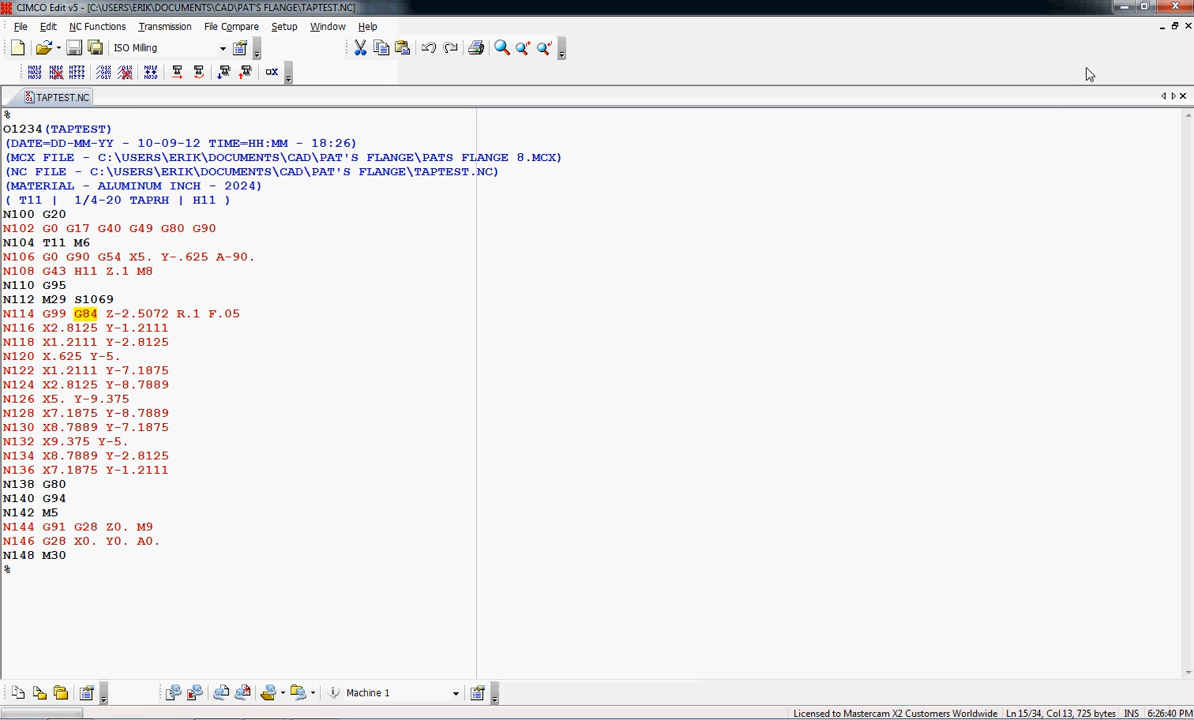 CIMCO Edit v5 - [C:\USERS\ERIK\DOCUMENTS\CAD\PAT'S FLANGE\TAPTEST.NC]
File Edit NC Functions Transmission File Compare Setup Window Help
ISO Milling
TAPTEST.NC
%
O1234(TAPTEST)
(DATE=DD-MM-YY - 10-09-12 TIME=HH:MM - 18:26)
(MCX FILE - C:\USERS\ERIK\DOCUMENTS\CAD\PAT'S FLANGE\PATS FLANGE 8.MCX)
(NC FILE - C:\USERS\ERIK\DOCUMENTS\CAD\PAT'S FLANGE\TAPTEST.NC)
(MATERIAL - ALUMINUM INCH - 2024)
( T11 | 1/4-20 TAPRH | H11 )
N100 G20
N102 G0 G17 G40 G49 G80 G90
N104 T11 M6
N106 G0 G90 G54 X5. Y-.625 A-90.
N108 G43 H11 Z.1 M8
N110 G95
N112 M29 S1069
N114 G99 G84 Z-2.5072 R.1 F.05
N116 X2.8125 Y-1.2111
N118 X1.2111 Y-2.8125
N120 X.625 Y-5.
N122 X1.2111 Y-7.1875
N124 X2.8125 Y-8.7889
N126 X5. Y-9.375
N128 X7.1875 Y-8.7889
N130 X8.7889 Y-7.1875
N132 X9.375 Y-5.
N134 X8.7889 Y-2.8125
N136 X7.1875 Y-1.2111
N138 G80
N140 G94
N142 M5
N144 G91 G28 Z0. M9
N146 G28 X0. Y0. A0.
N148 M30
%
Machine 1
Licensed to Mastercam X2 Customers Worldwide Ln 15/34, Col 13, 725 bytes INS 6:26:40 PM